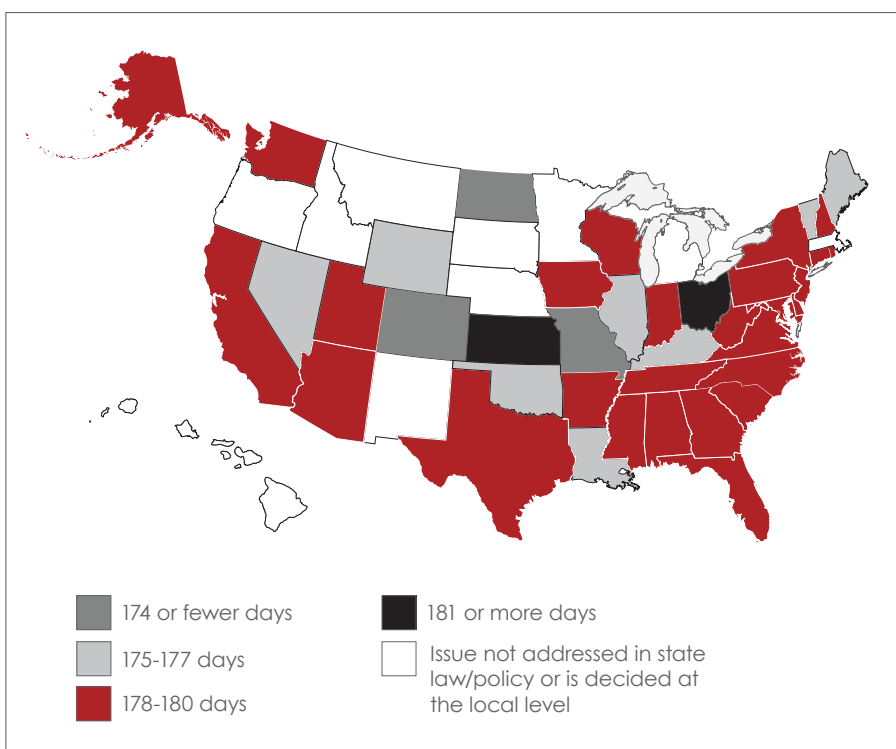 174 or fewer days
175-177 days
178-180 days
181 or more days
Issue not addressed in state
law/policy or is decided at
the local level